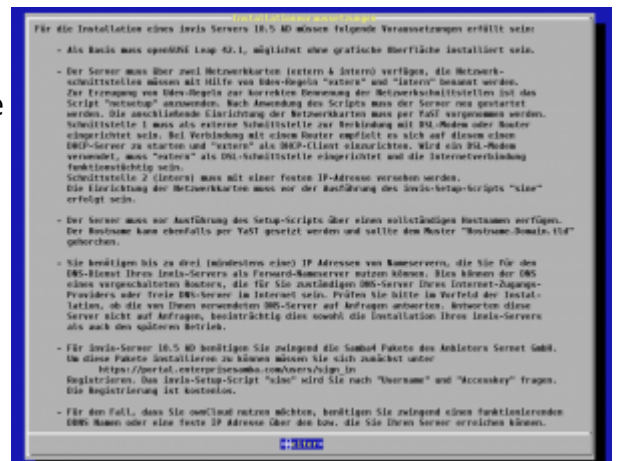 e
Installationsvoraussetzungen
Für die Installation eines invis Servers 10.5 AD müssen folgende Voraussetzungen erfüllt sein:
- Als Basis muss openSUSE Leap 42.1, möglichst ohne grafische Oberfläche installiert sein.
- Der Server muss über zwei Netzwerkkarten (extern & intern) verfügen, die Netzwerk-
schnittstellen müssen mit Hilfe von Udev-Regeln "extern" und "intern" benannt werden.
Zur Erzeugung von Udev-Regeln zur korrekten Benennung der Netzwerkschnittstellen ist das
Script "netsetup" anzuwenden. Nach Anwendung des Scripts muss der Server neu gestartet
werden. Die anschließende Einrichtung der Netzwerkkarten muss per YaST vorgenommen werden.
Schnittstelle 1 muss als externe Schnittstelle zur Verbindung mit DSL-Modem oder Router
eingerichtet sein. Bei Verbindung mit einem Router empfielt es sich auf diesem einen
DHCP-Server zu starten und "extern" als DHCP-Client einzurichten. Wird ein DSL-Modem
verwendet, muss "extern" als DSL-Schnittstelle eingerichtet und die Internetverbindung
funktionstüchtig sein.
Schnittstelle 2 (intern) muss mit einer festen IP-Adresse versehen werden.
Die Einrichtung der Netzwerkkarten muss vor der Ausführung des invis-Setup-Scripts "sine"
erfolgt sein.
- Der Server muss vor Ausführung des Setup-Scripts über einen vollständigen Hostnamen verfügen.
Der Hostname kann ebenfalls per YaST gesetzt werden und sollte dem Muster "Hostname.Domain.tld"
gehorchen.
- Sie benötigen bis zu drei (mindestens eine) IP Adressen von Nameservern, die Sie für den
DNS-Dienst Ihres invis-Servers als Forward-Nameserver nutzen können. Dies können der DNS
eines vorgeschalteten Routers, die für Sie zuständigen DNS-Server Ihres Internet-Zugangs-
Providers oder freie DNS-Server im Internet sein. Prüfen Sie bitte im Vorfeld der Instal-
lation, ob die von Ihnen verwendeten DNS-Server auf Anfragen antworten. Antworten diese
Server nicht auf Anfragen, beeinträchtig dies sowohl die Installation Ihres invis-Servers
als auch den späteren Betrieb.
- Für invis-Server 10.5 AD benötigen Sie zwingend die Samba4 Pakete des Anbieters Sernet GmbH.
Um diese Pakete installieren zu können müssen Sie sich zunächst unter
https://portal.enterprisesamba.com/users/sign_in
Registrieren. Das invis-Setup-Script "sine" wird Sie nach "Username" und "Accesskey" fragen.
Die Registrierung ist kostenlos.
- Für den Fall, dass Sie ownCloud nutzen möchten, benötigen Sie zwingend einen funktionierenden
DDNS Namen oder eine feste IP Adresse über den bzw. die Sie Ihren Server erreichen können.
Weiter